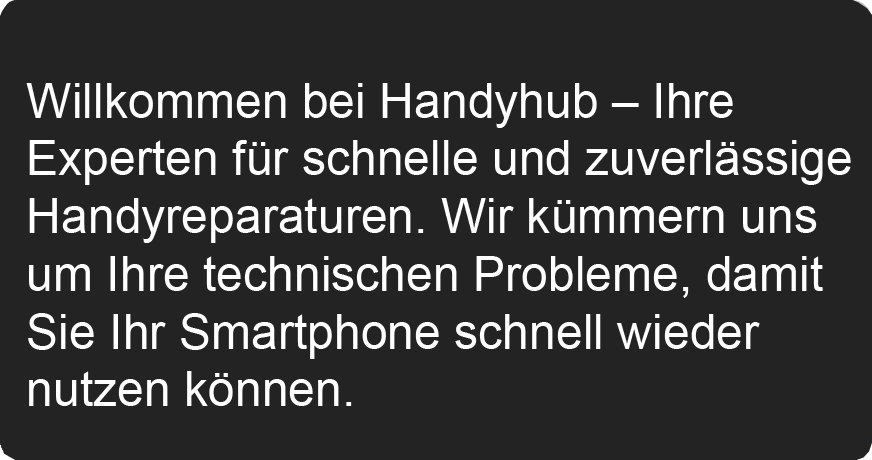 Willkommen bei Handyhub – Ihre
Experten für schnelle und zuverlässige
Handyreparaturen. Wir kümmern uns
um Ihre technischen Probleme, damit
Sie Ihr Smartphone schnell wieder
nutzen können.